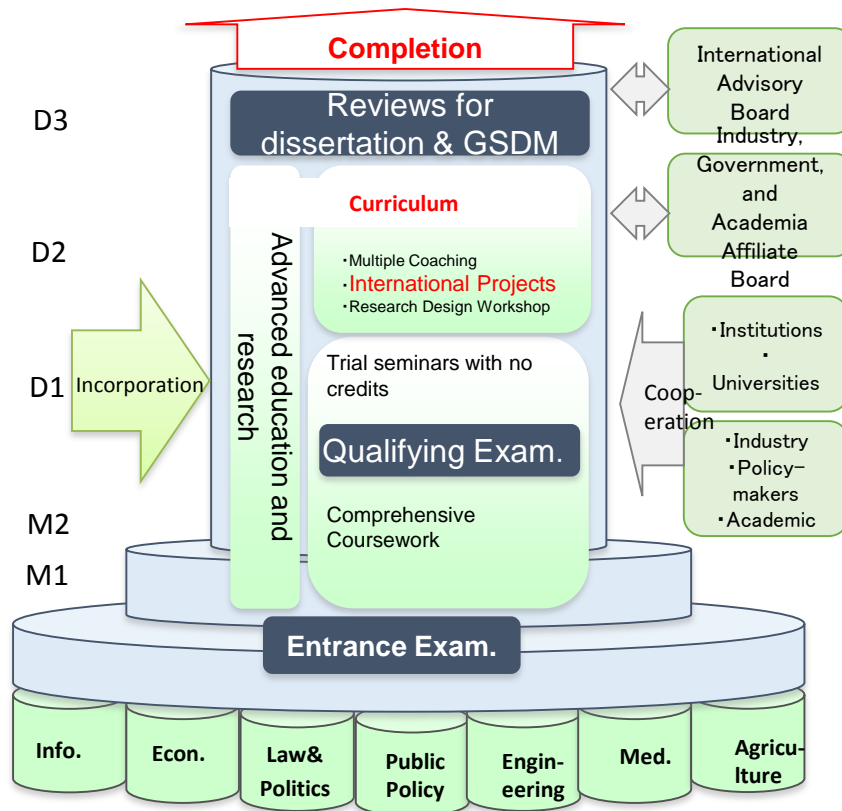 Completion
Reviews for
dissertation & GSDM
D3
D2
D1
M2
M1
Incorporation
Advanced education and
research
Curriculum
・Multiple Coaching
・International Projects
・Research Design Workshop
Trial seminars with no
credits
Qualifying Exam.
Comprehensive
Coursework
Entrance Exam.
International
Advisory
Board
Industry,
Government,
and
Academia
Affiliate
Board
・Institutions
・
Universities
Coop-
eration
・Industry
・Policy-
makers
・Academic
Info.
Econ.
Law&
Politics
Public
Policy
Engin-
eering
Med.
Agricu-
lture